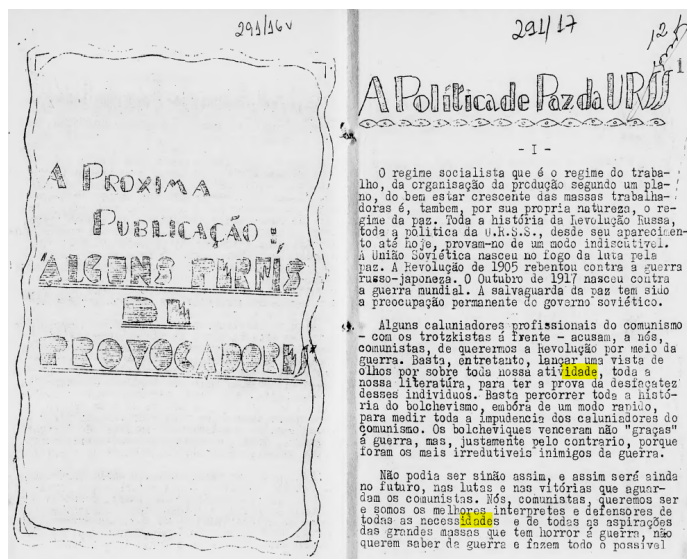 291/16v
A PROXIMA
PUBLICAÇÃO:
ALGUNS PERFÍS
DE
PROVOCADORES
291/17
1
A Política de Paz da URSS
- I -
O regime socialista que é o regime do traba-
lho, da organisação da produção segundo um pla-
no, do bem estar crescente das massas trabalha-
doras é, tambem, por sua propria natureza, o re-
gime da paz. Toda a história da Revolução Russa,
toda a política da U.R.S.S., desde seu aparecimen-
to até hoje, provam-no de um modo indiscutível.
A União Soviética nasceu no fogo da luta pela
paz. A Revolução de 1905 rebentou contra a guerra
russo-japoneza. O Outubro de 1917 nasceu contra
a guerra mundial. A salvaguarda da paz tem sido
a preocupação permanente do governo soviético.
Alguns caluniadores profissionais do comunismo
- com os trotzkistas á frente - acusam, a nós,
comunistas, de querermos a Revolução por meio da
guerra. Basta, entretanto, lançar uma vista de
olhos por sobre toda nossa atividade, toda a
nossa literatúra, para ter a prova da desfaçatez
desses individuos. Basta percorrer toda a histó-
ria do bolchevismo, embóra de um modo rapido,
para medir toda a impudencia dos caluniadores do
comunismo. Os bolcheviques venceram não "graças"
á guerra, mas, justamente pelo contrario, porque
foram os mais irredutiveis inimigos da guerra.
Não podia ser sinão assim, e assim será ainda
no futuro, nas lutas e nas vitórias que aguar-
dam os comunistas. Nós, comunistas, queremos ser
e somos os melhores interpretes e defensores de
todas as necessidades e de todas as aspirações
das grandes massas que tem horror á guerra, não
querem saber da guerra e fazem todo o possivel